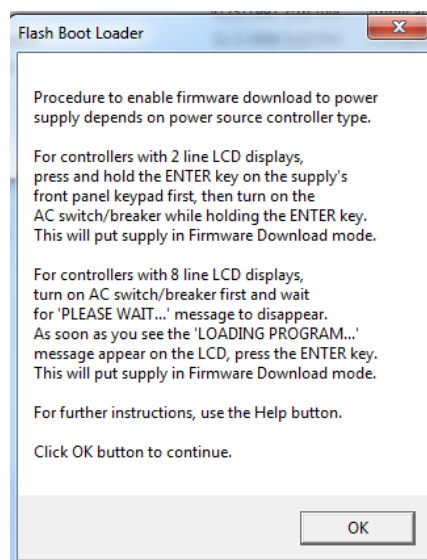 Flash Boot Loader
Procedure to enable firmware download to power
supply depends on power source controller type.
For controllers with 2 line LCD displays,
press and hold the ENTER key on the supply's
front panel keypad first, then turn on the
AC switch/breaker while holding the ENTER key.
This will put supply in Firmware Download mode.
For controllers with 8 line LCD displays,
turn on AC switch/breaker first and wait
for 'PLEASE WAIT...' message to disappear.
As soon as you see the 'LOADING PROGRAM...'
message appear on the LCD, press the ENTER key.
This will put supply in Firmware Download mode.
For further instructions, use the Help button.
Click OK button to continue.
OK